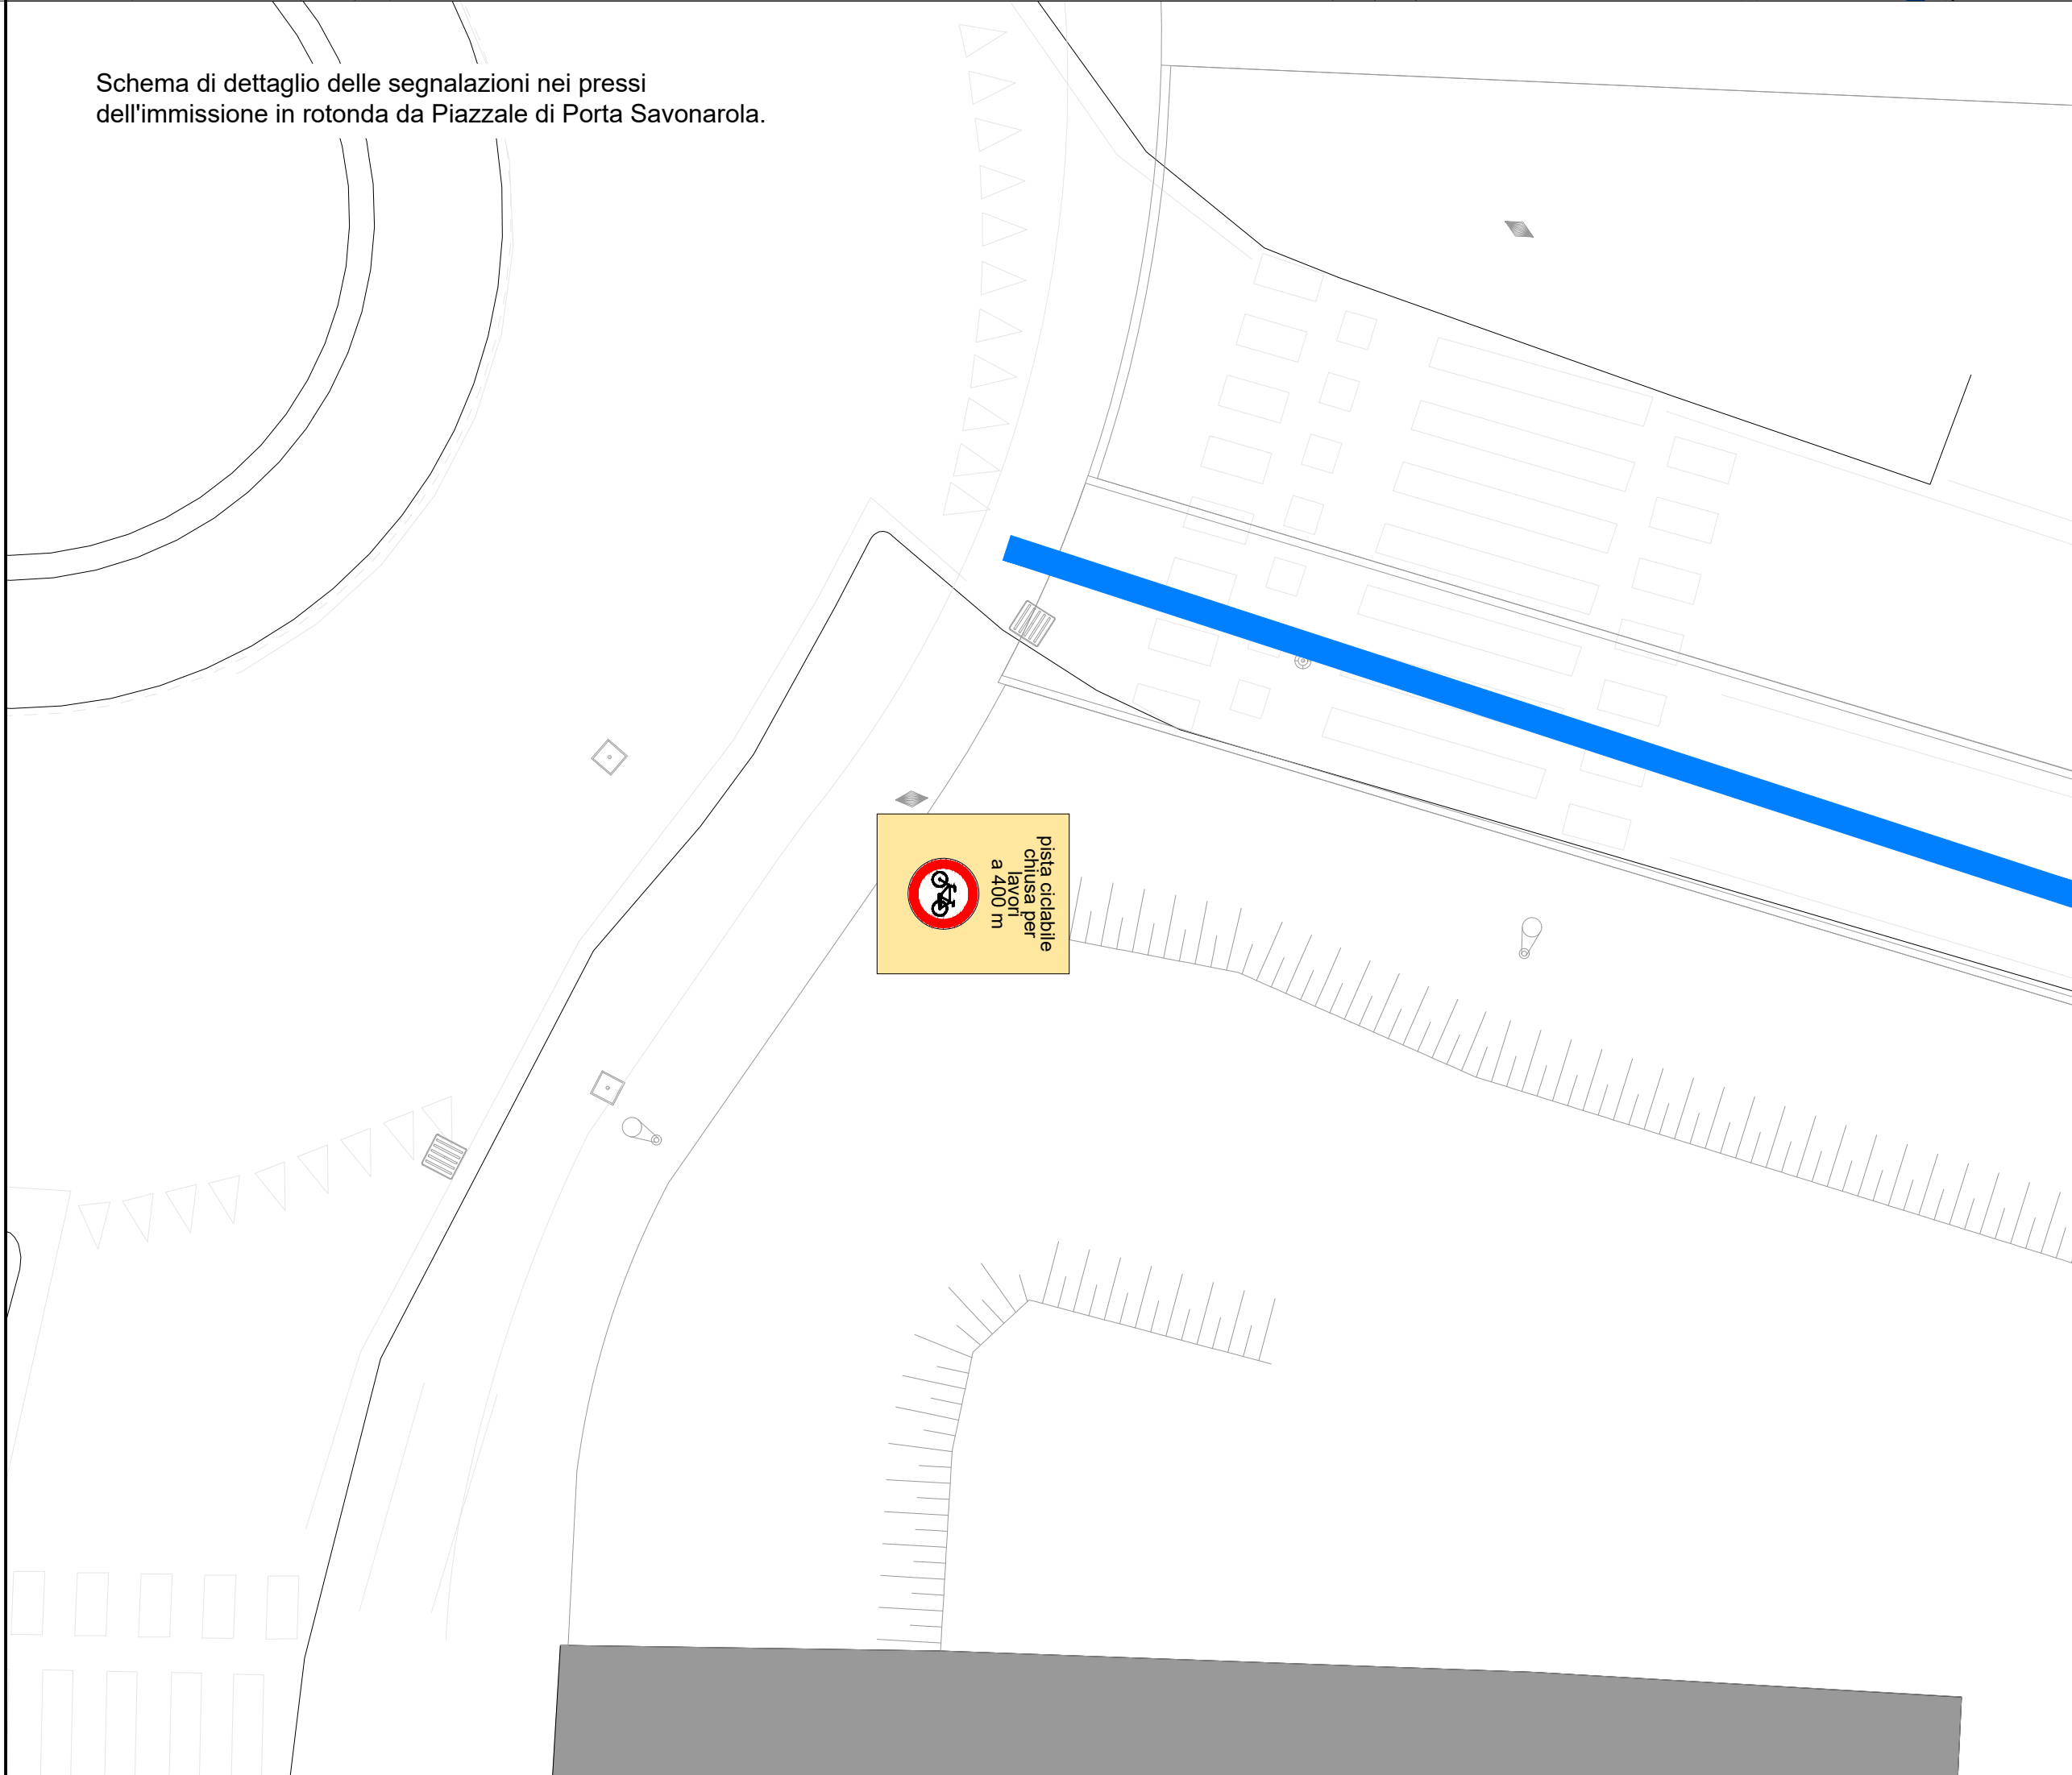 Schema di dettaglio delle segnalazioni nei pressi
dell'immissione in rotonda da Piazzale di Porta Savonarola.
pista ciclabile
chiusa per
lavori
a 400 m